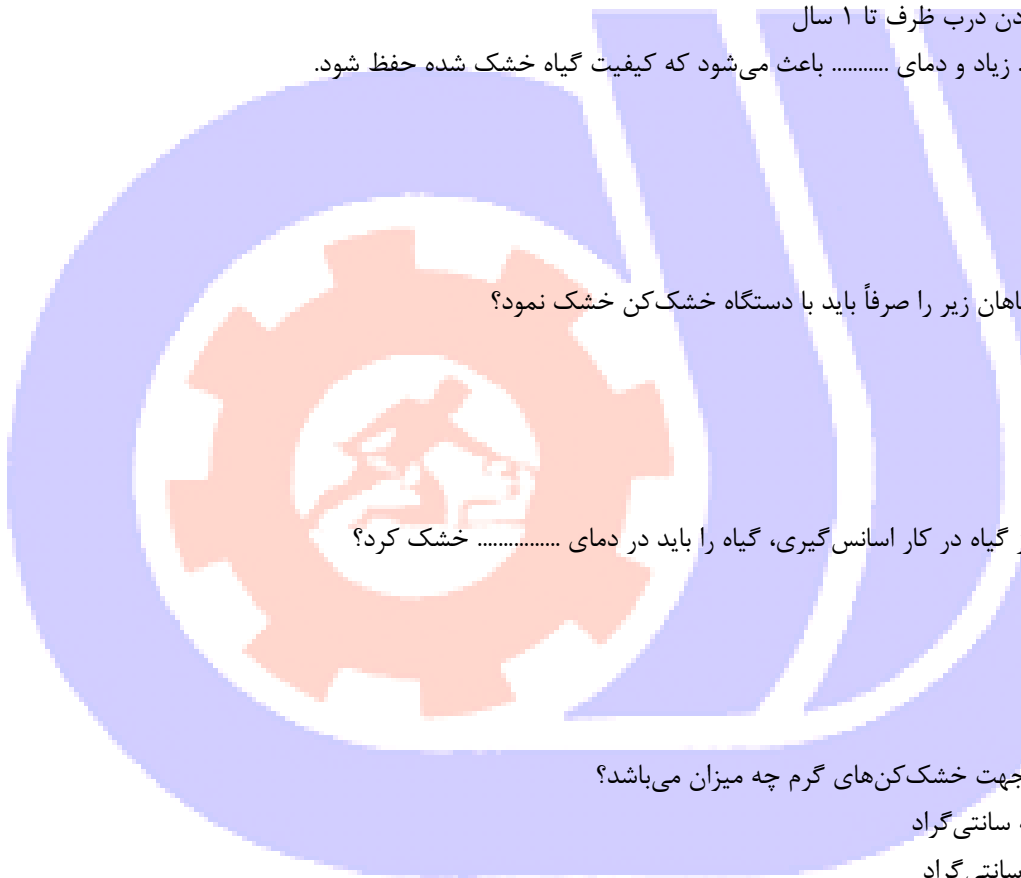 دن درب ظرف تا ۱ سال
زیاد و دمای .......... باعث می‌شود که کیفیت گیاه خشک شده حفظ شود.
اهان زیر را صرفاً باید با دستگاه خشک‌کن خشک نمود؟
گیاه در کار اسانس‌گیری، گیاه را باید در دمای ............... خشک کرد؟
جهت خشک‌کن‌های گرم چه میزان می‌باشد؟
سانتی‌گراد
سانتی‌گراد